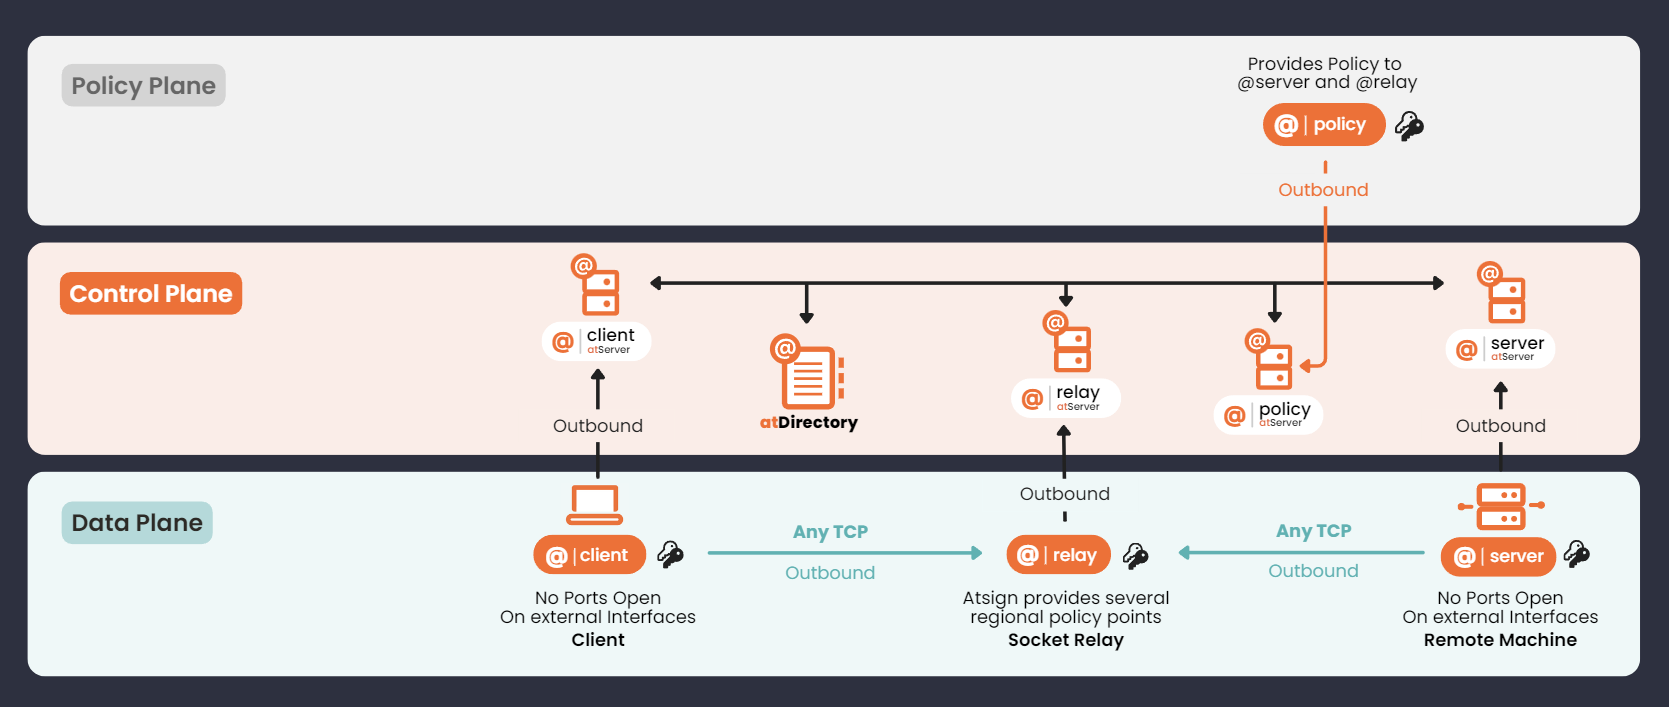 Policy Plane
Provides Policy to
@server and @relay
@ | policy
Outbound
Control Plane
@
@ | client
atServer
Outbound
@
atDirectory
@
@ | relay
atServer
@
@ | policy
atServer
@
@ | server
atServer
Outbound
Data Plane
@ | client
No Ports Open
On external Interfaces
Client
Any TCP
Outbound
Outbound
@ | relay
Atsign provides several
regional policy points
Socket Relay
Any TCP
Outbound
@ | server
No Ports Open
On external Interfaces
Remote Machine